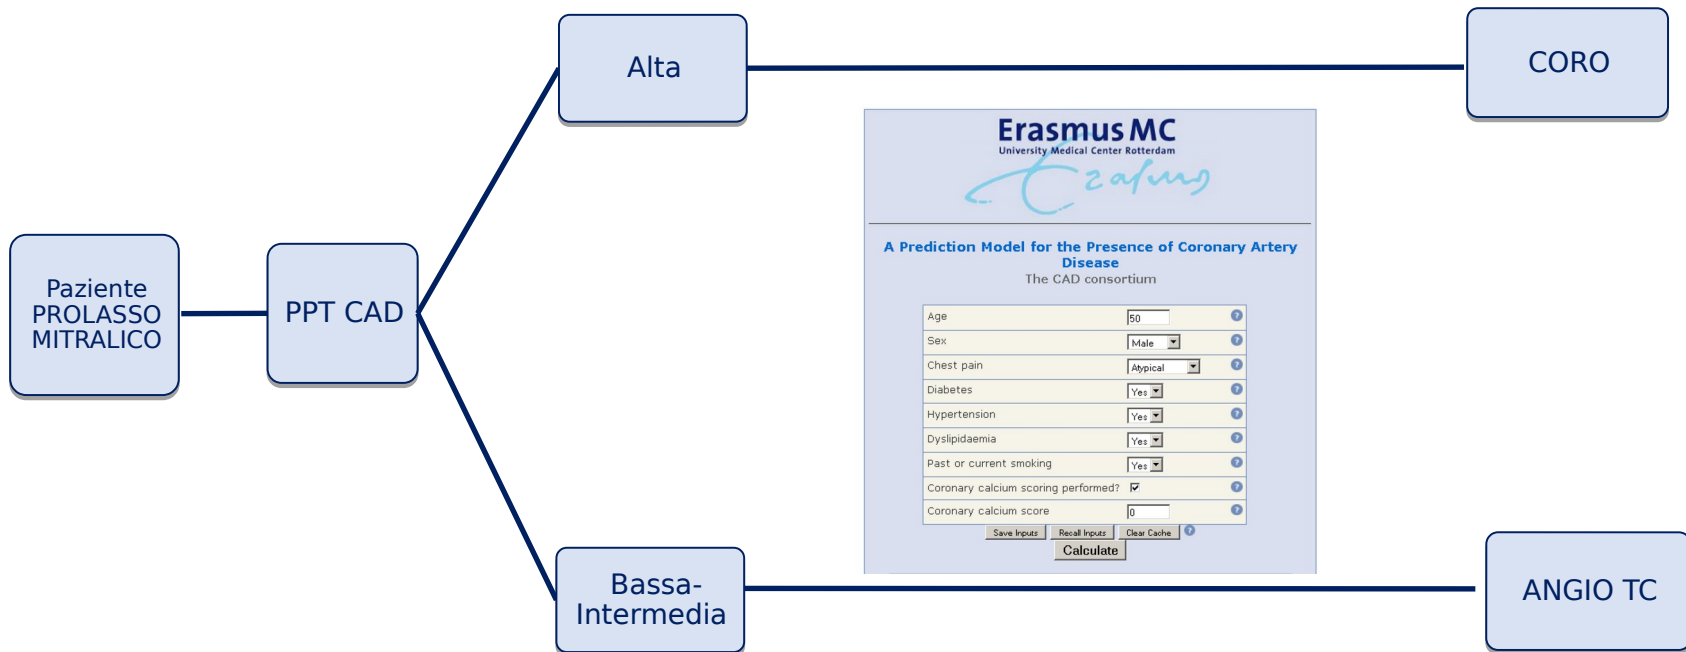 Paziente
PROLASSO
MITRALICO
PPT CAD
Alta
CORO
Erasmus MC
University Medical Center Rotterdam
Erasmus
A Prediction Model for the Presence of Coronary Artery
Disease
The CAD consortium
Age 50 ?
Sex Male ?
Chest pain Atypical ?
Diabetes Yes ?
Hypertension Yes ?
Dyslipidaemia Yes ?
Past or current smoking Yes ?
Coronary calcium scoring performed? ?
Coronary calcium score 0 ?
Save Inputs Recall Inputs Clear Cache ?
Calculate
Bassa-
Intermedia
ANGIO TC